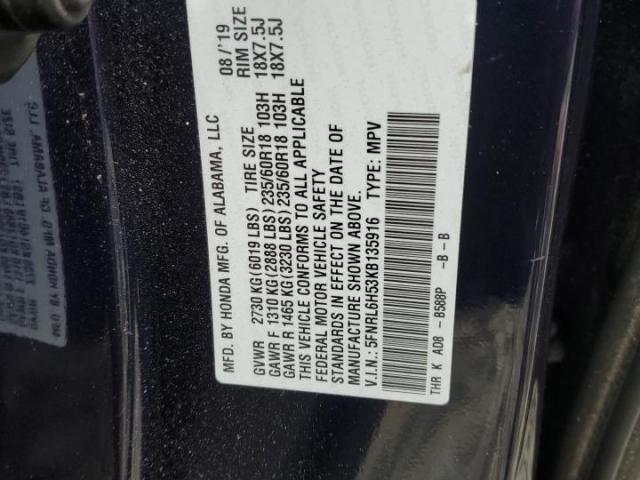 MFD. BY HONDA MFG. OF ALABAMA, LLC 08/'19
GVWR 2730 KG(6019 LBS) TIRE SIZE RIM SIZE
GAWR F 1310 KG(2888 LBS) 235/60R18 103H 18X7.5J
GAWR R 1465 KG(3230 LBS) 235/60R18 103H 18X7.5J
THIS VEHICLE CONFORMS TO ALL APPLICABLE
FEDERAL MOTOR VEHICLE SAFETY
STANDARDS IN EFFECT ON THE DATE OF
MANUFACTURE SHOWN ABOVE.
V.I.N.: 5FNRL6H53KB135916 TYPE: MPV
THR K AD8 -B588P -B - B